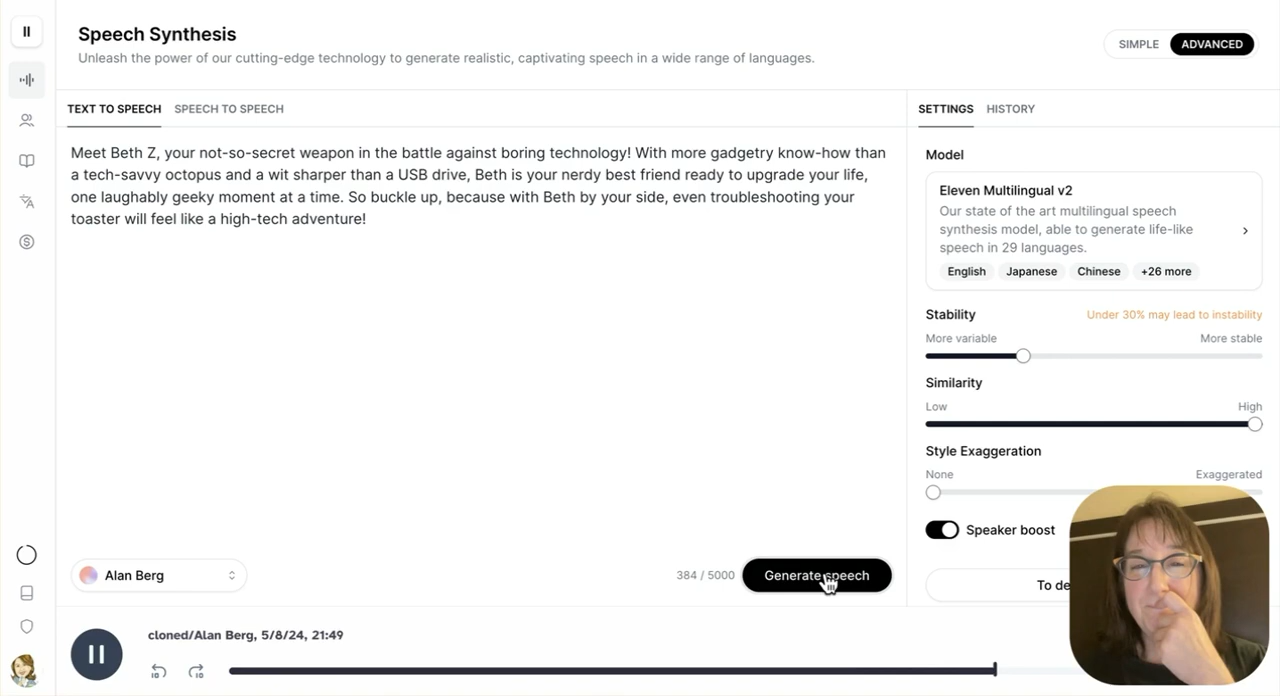 Speech Synthesis
Unleash the power of our cutting-edge technology to generate realistic, captivating speech in a wide range of languages.
SIMPLE
ADVANCED
TEXT TO SPEECH
SPEECH TO SPEECH
Meet Beth Z, your not-so-secret weapon in the battle against boring technology! With more gadgetry know-how than
a tech-savvy octopus and a wit sharper than a USB drive, Beth is your nerdy best friend ready to upgrade your life,
one laughably geeky moment at a time. So buckle up, because with Beth by your side, even troubleshooting your
toaster will feel like a high-tech adventure!
Alan Berg
384 / 5000
Generate speech
SETTINGS
HISTORY
Model
Eleven Multilingual v2
Our state of the art multilingual speech
synthesis model, able to generate life-like
speech in 29 languages.
English
Japanese
Chinese
+26 more
Stability
Under 30% may lead to instability
More variable
More stable
Similarity
Low
High
Style Exaggeration
None
Exaggerated
Speaker boost
To de
cloned/Alan Berg, 5/8/24, 21:49
10
10